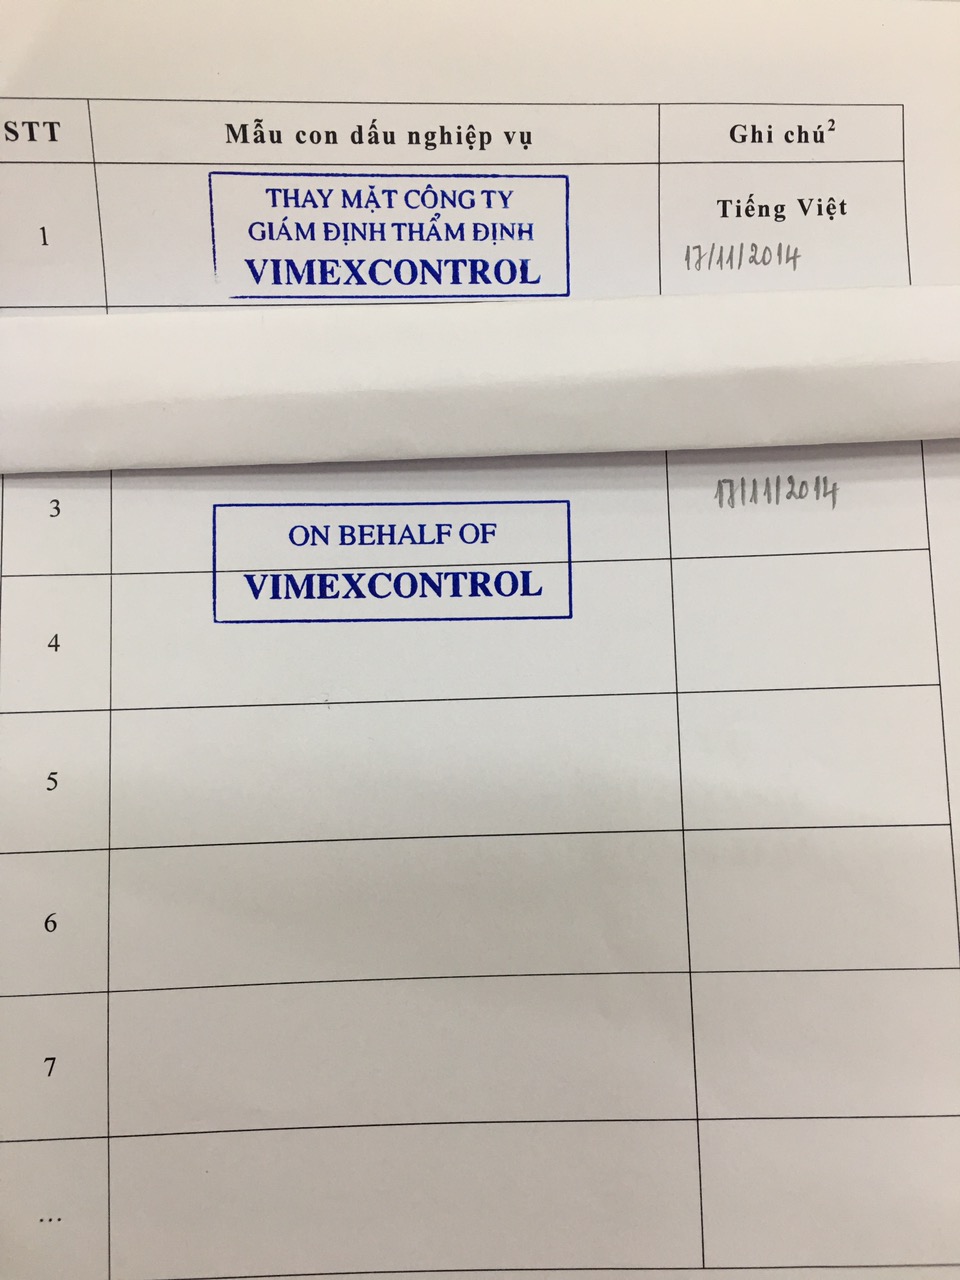 STT Mẫu con dấu nghiệp vụ Ghi chú²
1
THAY MẶT CÔNG TY
GIÁM ĐỊNH THẨM ĐỊNH
VIMEXCONTROL
Tiếng Việt
17/11/2014
3
ON BEHALF OF
VIMEXCONTROL
17/11/2014
4
5
6
7
...